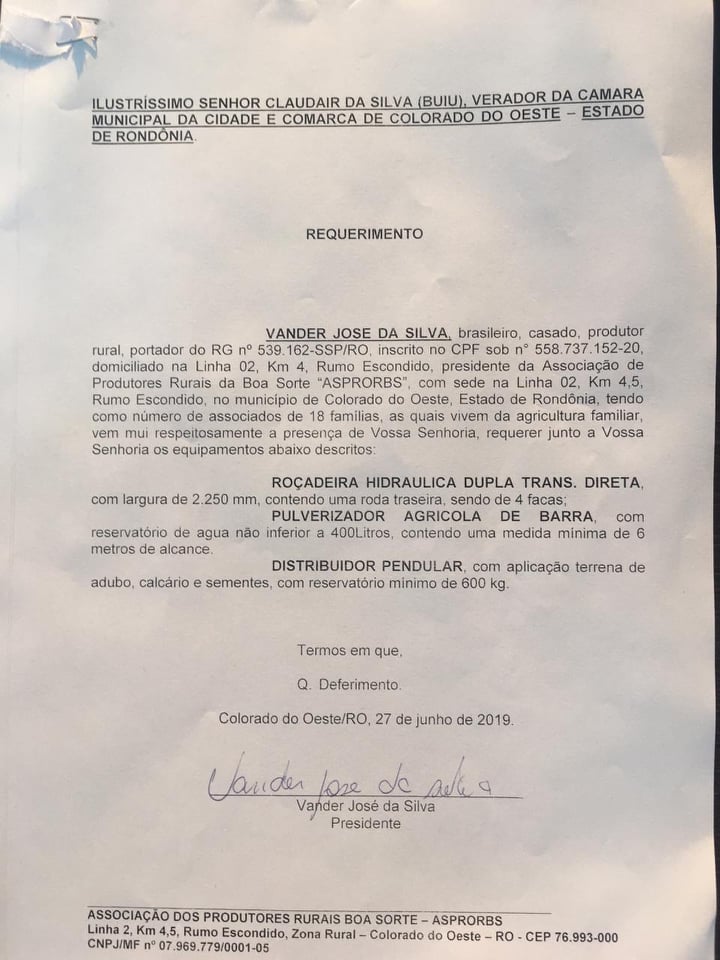 ILUSTRÍSSIMO SENHOR CLAUDAIR DA SILVA (BUIU), VERADOR DA CAMARA
MUNICIPAL DA CIDADE E COMARCA DE COLORADO DO OESTE – ESTADO
DE RONDÔNIA.
REQUERIMENTO
VANDER JOSE DA SILVA, brasileiro, casado, produtor
rural, portador do RG nº 539.162-SSP/RO, inscrito no CPF sob n° 558.737.152-20,
domiciliado na Linha 02, Km 4, Rumo Escondido, presidente da Associação de
Produtores Rurais da Boa Sorte “ASPRORBS”, com sede na Linha 02, Km 4,5,
Rumo Escondido, no município de Colorado do Oeste, Estado de Rondônia, tendo
como número de associados de 18 famílias, as quais vivem da agricultura familiar,
vem mui respeitosamente a presença de Vossa Senhoria, requerer junto a Vossa
Senhoria os equipamentos abaixo descritos:
ROÇADEIRA HIDRAULICA DUPLA TRANS. DIRETA,
com largura de 2.250 mm, contendo uma roda traseira, sendo de 4 facas;
PULVERIZADOR AGRICOLA DE BARRA, com
reservatório de agua não inferior a 400Litros, contendo uma medida mínima de 6
metros de alcance.
DISTRIBUIDOR PENDULAR, com aplicação terrena de
adubo, calcário e sementes, com reservatório mínimo de 600 kg.
Termos em que,
Q. Deferimento.
Colorado do Oeste/RO, 27 de junho de 2019.
Vander Jose da silva
Vander José da Silva
Presidente
ASSOCIAÇÃO DOS PRODUTORES RURAIS BOA SORTE – ASPRORBS
Linha 2, Km 4,5, Rumo Escondido, Zona Rural – Colorado do Oeste – RO - CEP 76.993-000
CNPJ/MF nº 07.969.779/0001-05